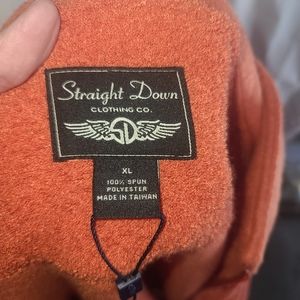 Straight Down
CLOTHING CO.
SD
XL
100% SPUN
POLYESTER
MADE IN TAIWAN